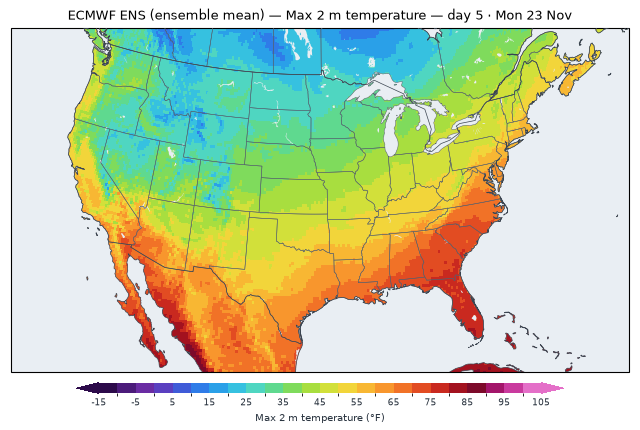 ECMWF ENS (ensemble mean) — Max 2 m temperature — day 5 · Mon 23 Nov
-15 -5 5 15 25 35 45 55 65 75 85 95 105
Max 2 m temperature (°F)